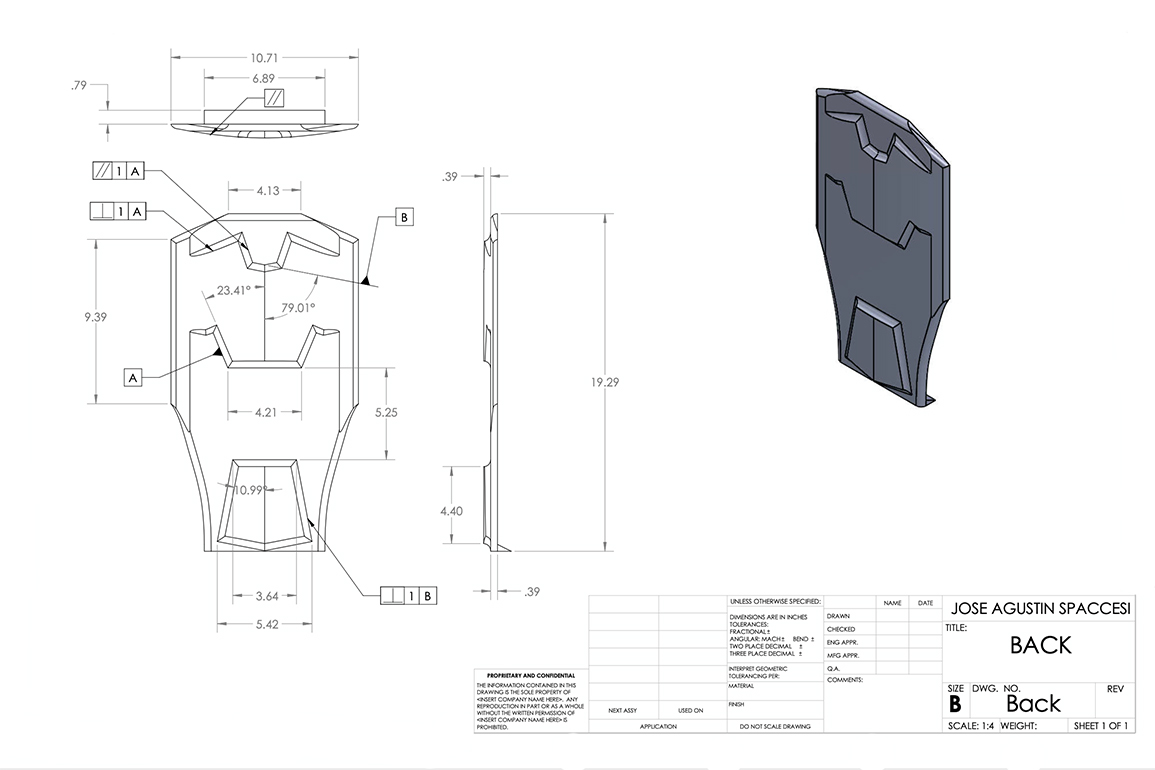 10.71
6.89
.79
//
// 1 A
⊥ 1 A
4.13
B
.39
23.41°
79.01°
9.39
A
19.29
4.21
5.25
10.99°
4.40
3.64
5.42
⊥ 1 B
.39
UNLESS OTHERWISE SPECIFIED:
DIMENSIONS ARE IN INCHES
TOLERANCES:
FRACTIONAL±
ANGULAR: MACH± BEND ±
TWO PLACE DECIMAL ±
THREE PLACE DECIMAL ±
INTERPRET GEOMETRIC
TOLERANCING PER:
MATERIAL
FINISH
DO NOT SCALE DRAWING
NAME DATE
DRAWN
CHECKED
ENG APPR.
MFG APPR.
Q.A.
COMMENTS:
JOSE AGUSTIN SPACCESI
TITLE:
BACK
SIZE DWG. NO. REV
B Back
SCALE: 1:4 WEIGHT: SHEET 1 OF 1
PROPRIETARY AND CONFIDENTIAL
THE INFORMATION CONTAINED IN THIS
DRAWING IS THE SOLE PROPERTY OF
<INSERT COMPANY NAME HERE>. ANY
REPRODUCTION IN PART OR AS A WHOLE
WITHOUT THE WRITTEN PERMISSION OF
<INSERT COMPANY NAME HERE> IS
PROHIBITED.
NEXT ASSY USED ON
APPLICATION